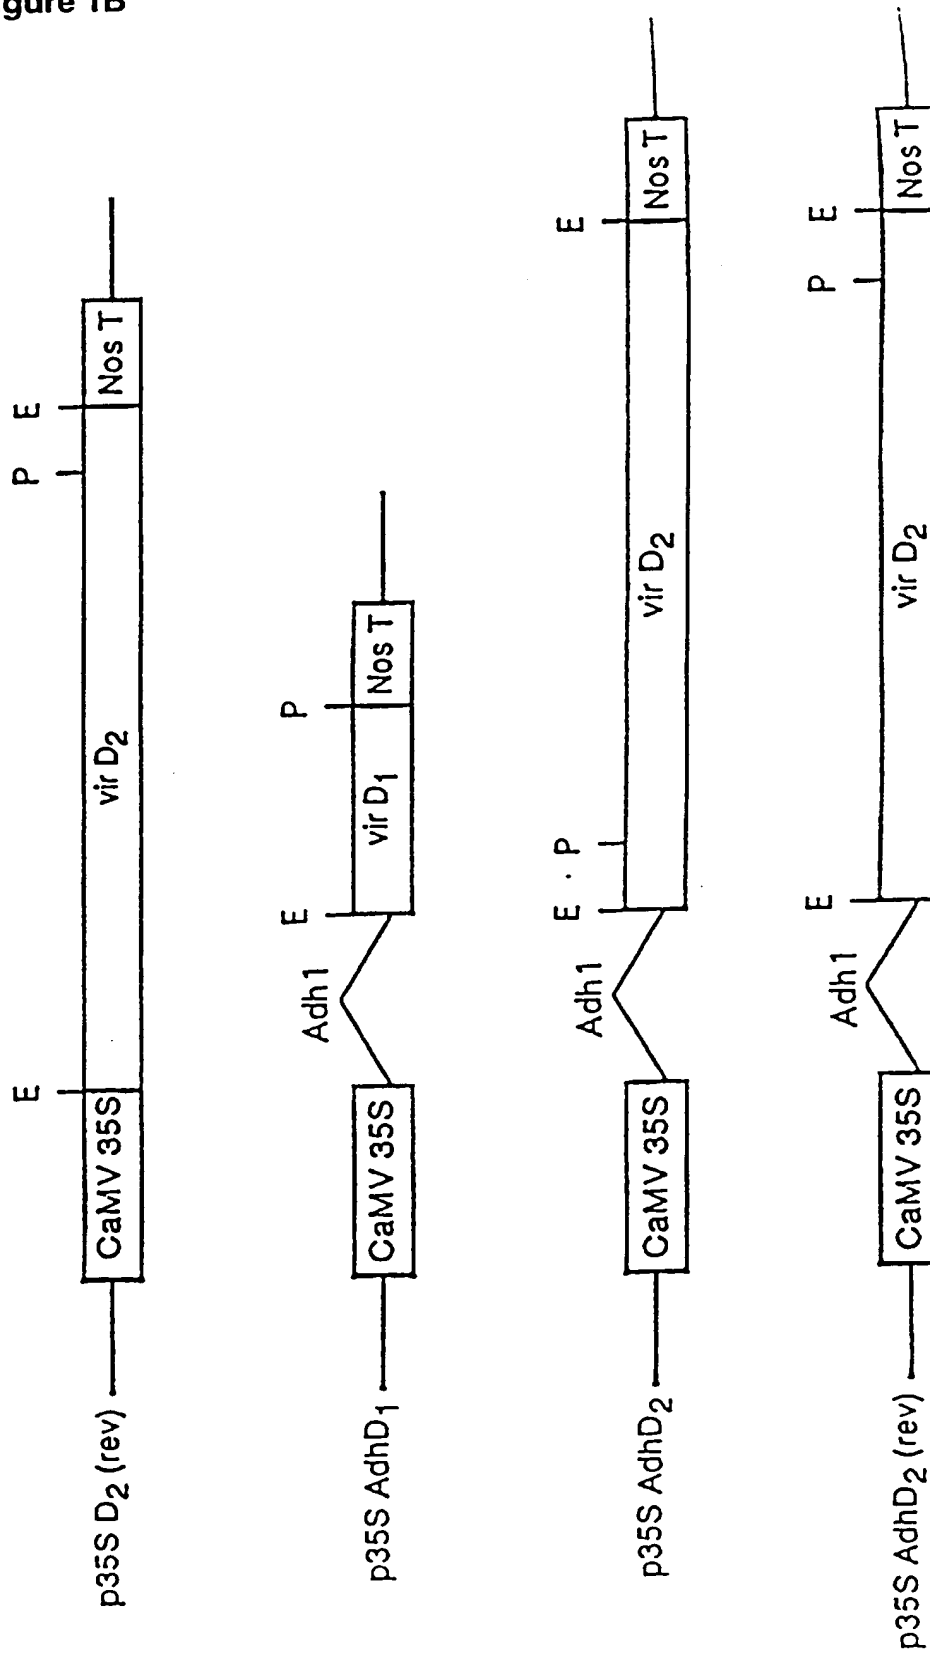 gure 1B
E P E
p35S D2 (rev) CaMV 35S vir D2 Nos T
Adh1 E P
p35S AdhD1 CaMV 35S vir D1 Nos T
Adh1 E P E
p35S AdhD2 CaMV 35S vir D2 Nos T
Adh1 E P E
p35S AdhD2 (rev) CaMV 35S vir D2 Nos T